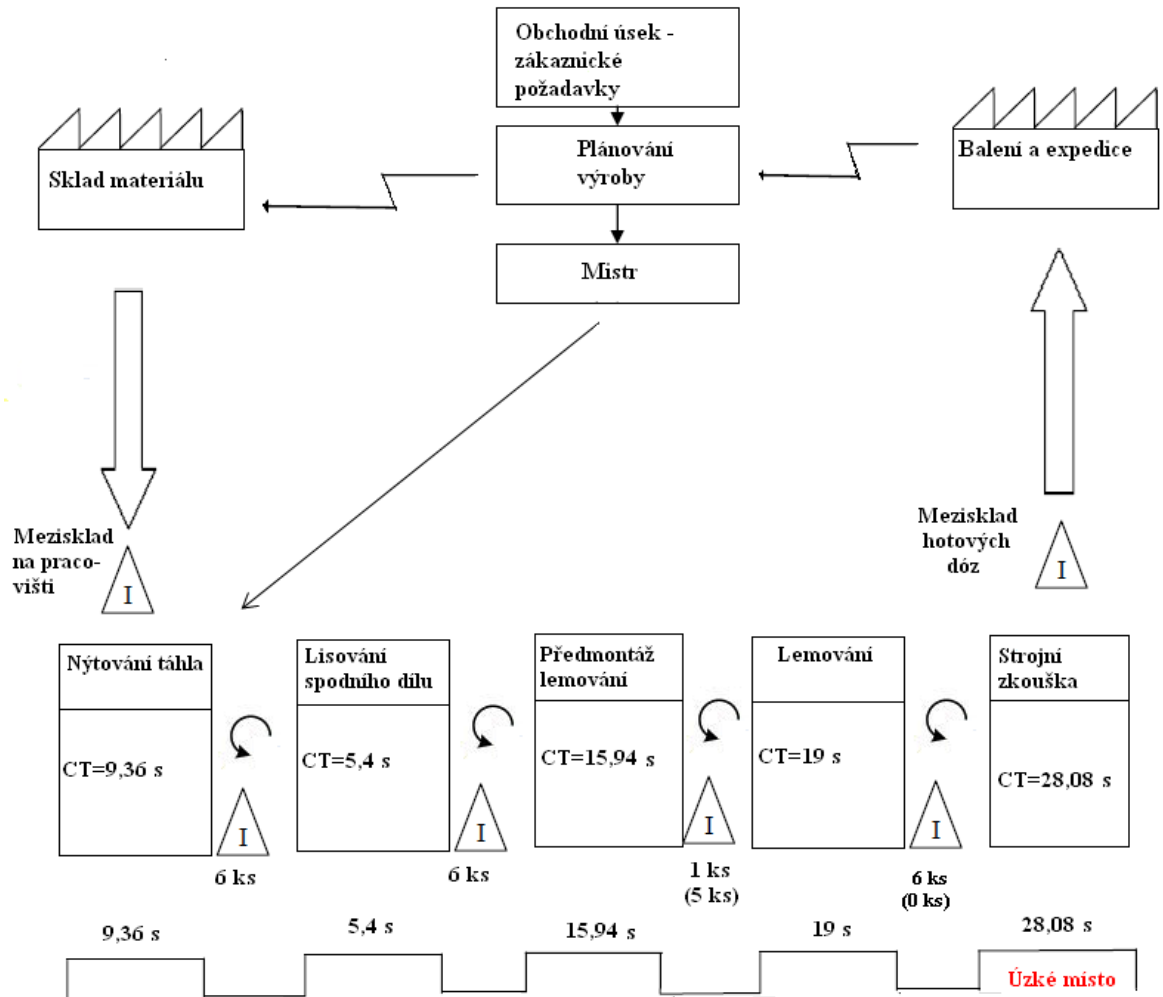 Obchodní úsek -
zákaznické
požadavky
Sklad materiálu
Plánování
výroby
Balení a expedice
Mistr
Mezisklad
na praco-
višti
I
Mezisklad
hotových
dóz
I
Nýtování táhla
CT=9,36 s
I
6 ks
Lisování
spodního dílu
CT=5,4 s
I
6 ks
Předmontáž
lemování
CT=15,94 s
I
1 ks
(5 ks)
Lemování
CT=19 s
I
6 ks
(0 ks)
Strojní
zkouška
CT=28,08 s
9,36 s
5,4 s
15,94 s
19 s
28,08 s
Úzké místo